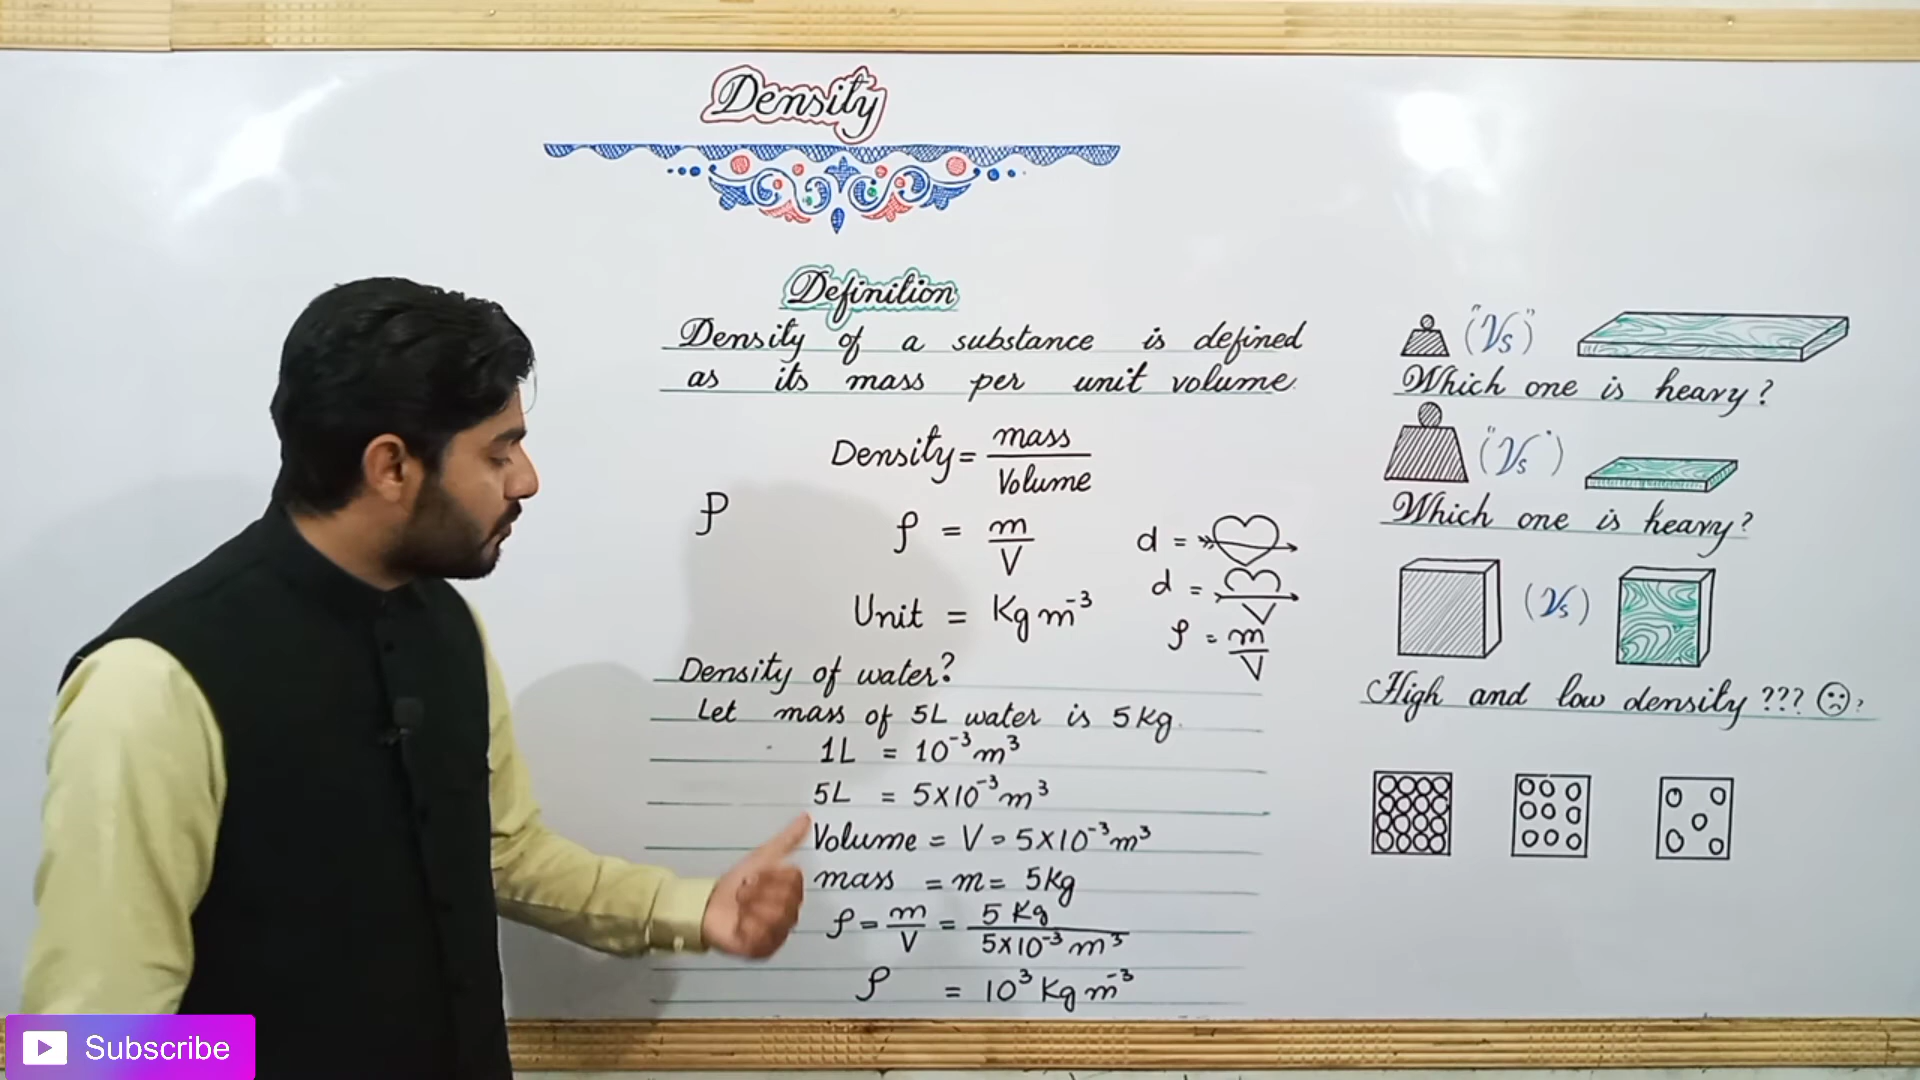 Density
Definition
Density of a substance is defined
as its mass per unit volume.
Density = mass / Volume
ρ
ρ = m / V
Unit = Kg m⁻³
d =
d = / V
ρ = m / V
Density of water?
Let mass of 5L water is 5kg.
1L = 10⁻³ m³
5L = 5×10⁻³ m³
Volume = V = 5×10⁻³ m³
mass = m = 5kg
ρ = m / V = 5 Kg / 5×10⁻³ m³
ρ = 10³ Kg m⁻³
("Vs")
Which one is heavy?
("Vs")
Which one is heavy?
(Vs)
High and low density ??? ☹?
Subscribe